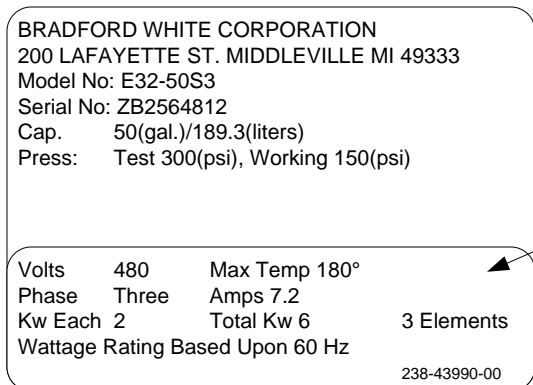 BRADFORD WHITE CORPORATION
200 LAFAYETTE ST. MIDDLEVILLE MI 49333
Model No: E32-50S3
Serial No: ZB2564812
Cap. 50(gal.)/189.3(liters)
Press: Test 300(psi), Working 150(psi)
Volts 480 Max Temp 180°
Phase Three Amps 7.2
Kw Each 2 Total Kw 6 3 Elements
Wattage Rating Based Upon 60 Hz
238-43990-00